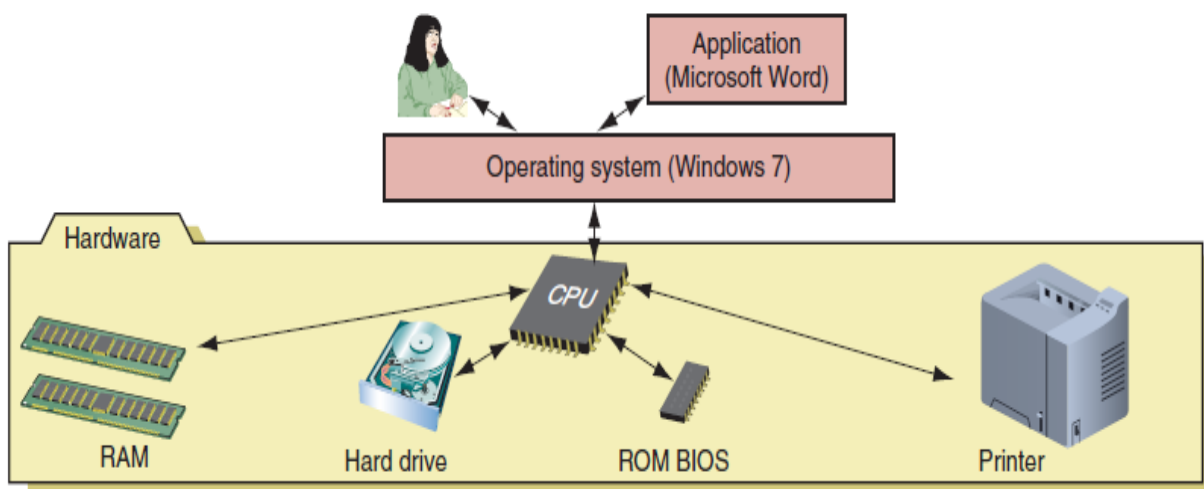 Application
(Microsoft Word)
Operating system (Windows 7)
Hardware
CPU
RAM
Hard drive
ROM BIOS
Printer